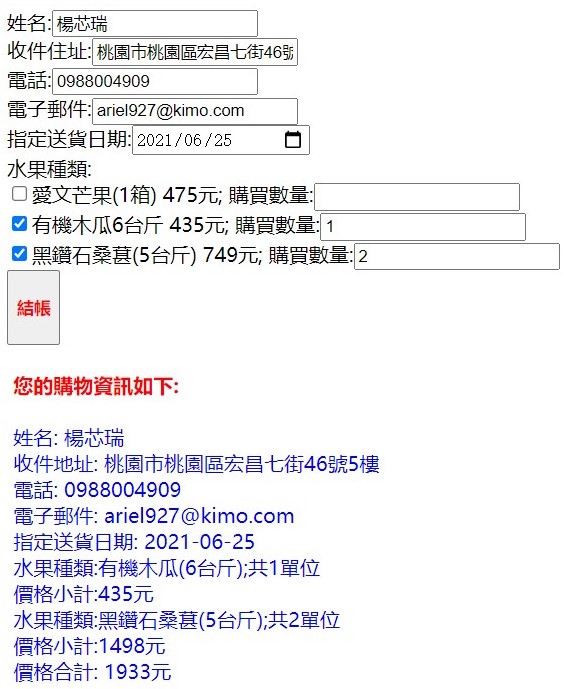 姓名:楊芯瑞
收件住址:桃園市桃園區宏昌七街46號
電話:0988004909
電子郵件:ariel927@kimo.com
指定送貨日期:2021/06/25
水果種類:
愛文芒果(1箱) 475元; 購買數量:
有機木瓜6台斤 435元; 購買數量:1
黑鑽石桑葚(5台斤) 749元; 購買數量:2
結帳
您的購物資訊如下:
姓名: 楊芯瑞
收件地址: 桃園市桃園區宏昌七街46號5樓
電話: 0988004909
電子郵件: ariel927@kimo.com
指定送貨日期: 2021-06-25
水果種類:有機木瓜(6台斤);共1單位
價格小計:435元
水果種類:黑鑽石桑葚(5台斤);共2單位
價格小計:1498元
價格合計: 1933元